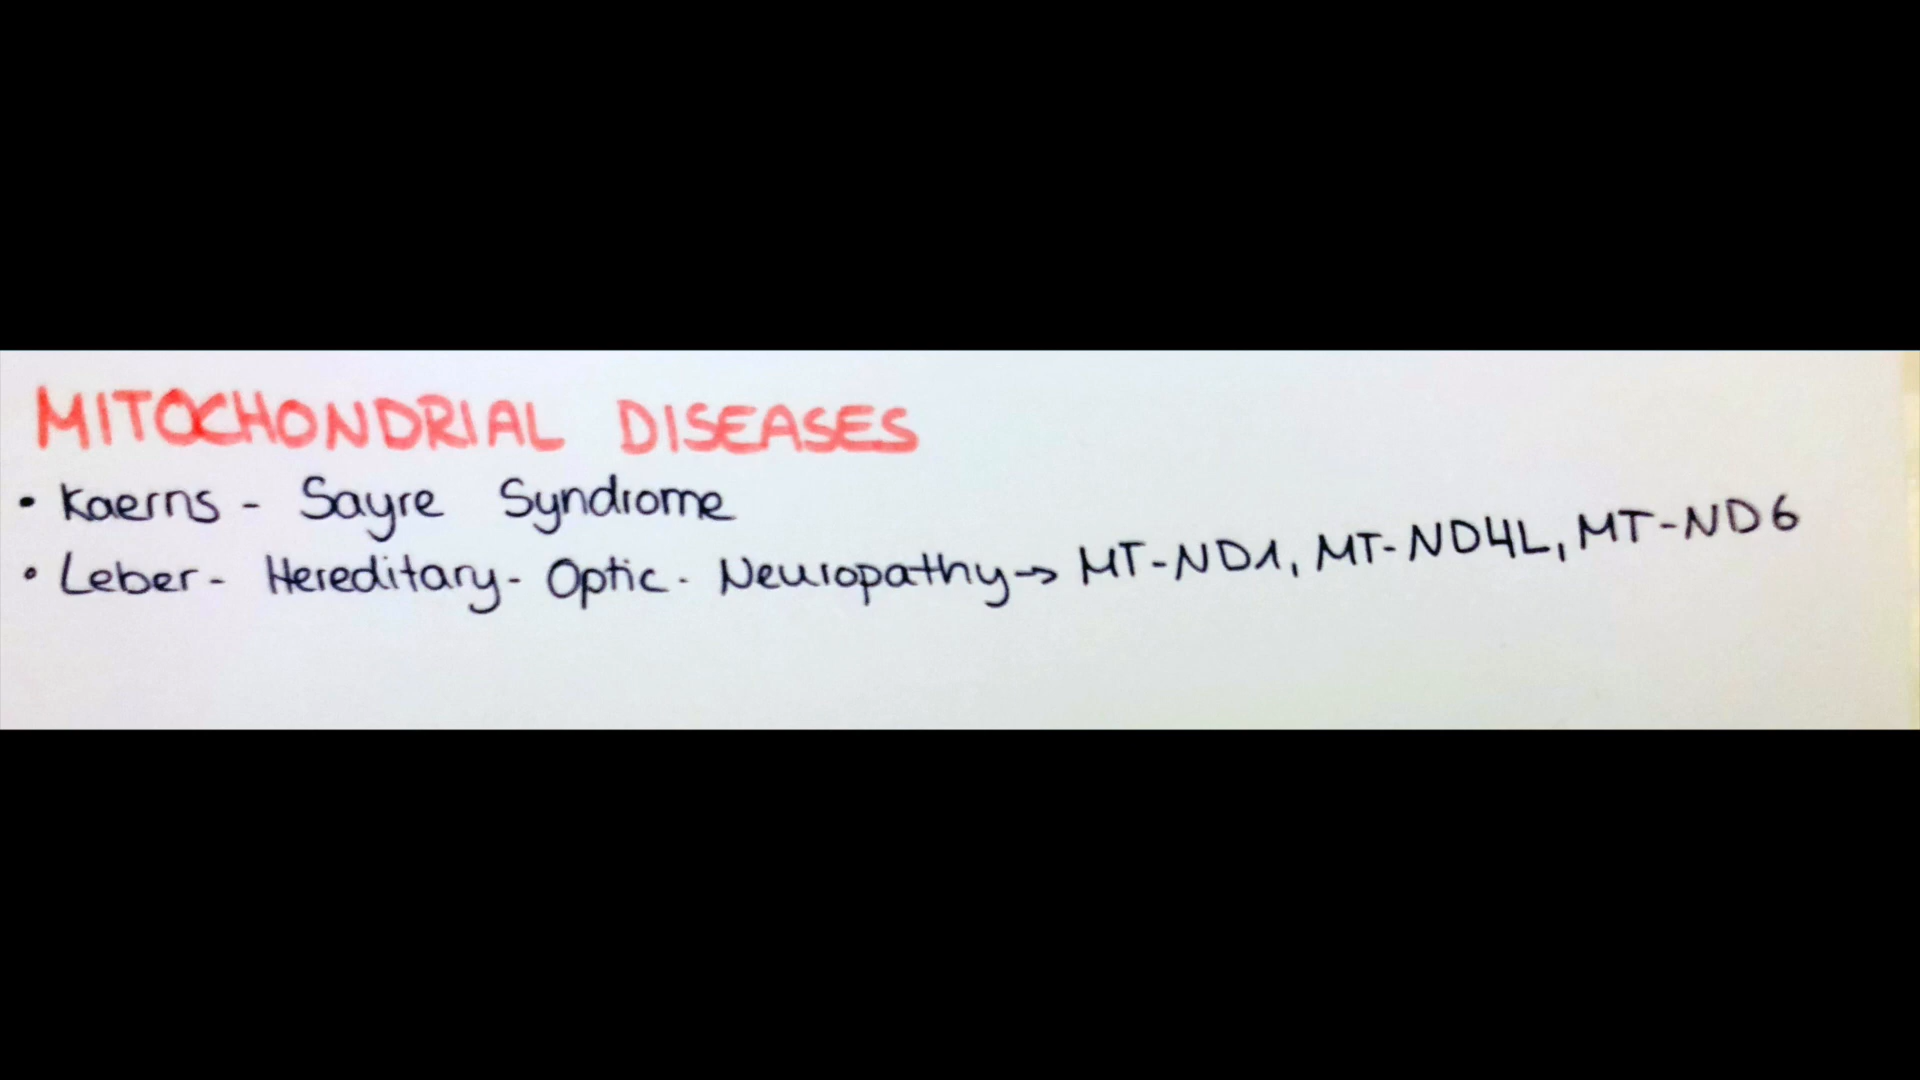 MITOCHONDRIAL DISEASES
• Kaerns - Sayre Syndrome
• Leber - Hereditary - Optic - Neuropathy → MT-ND1, MT-ND4L, MT-ND6